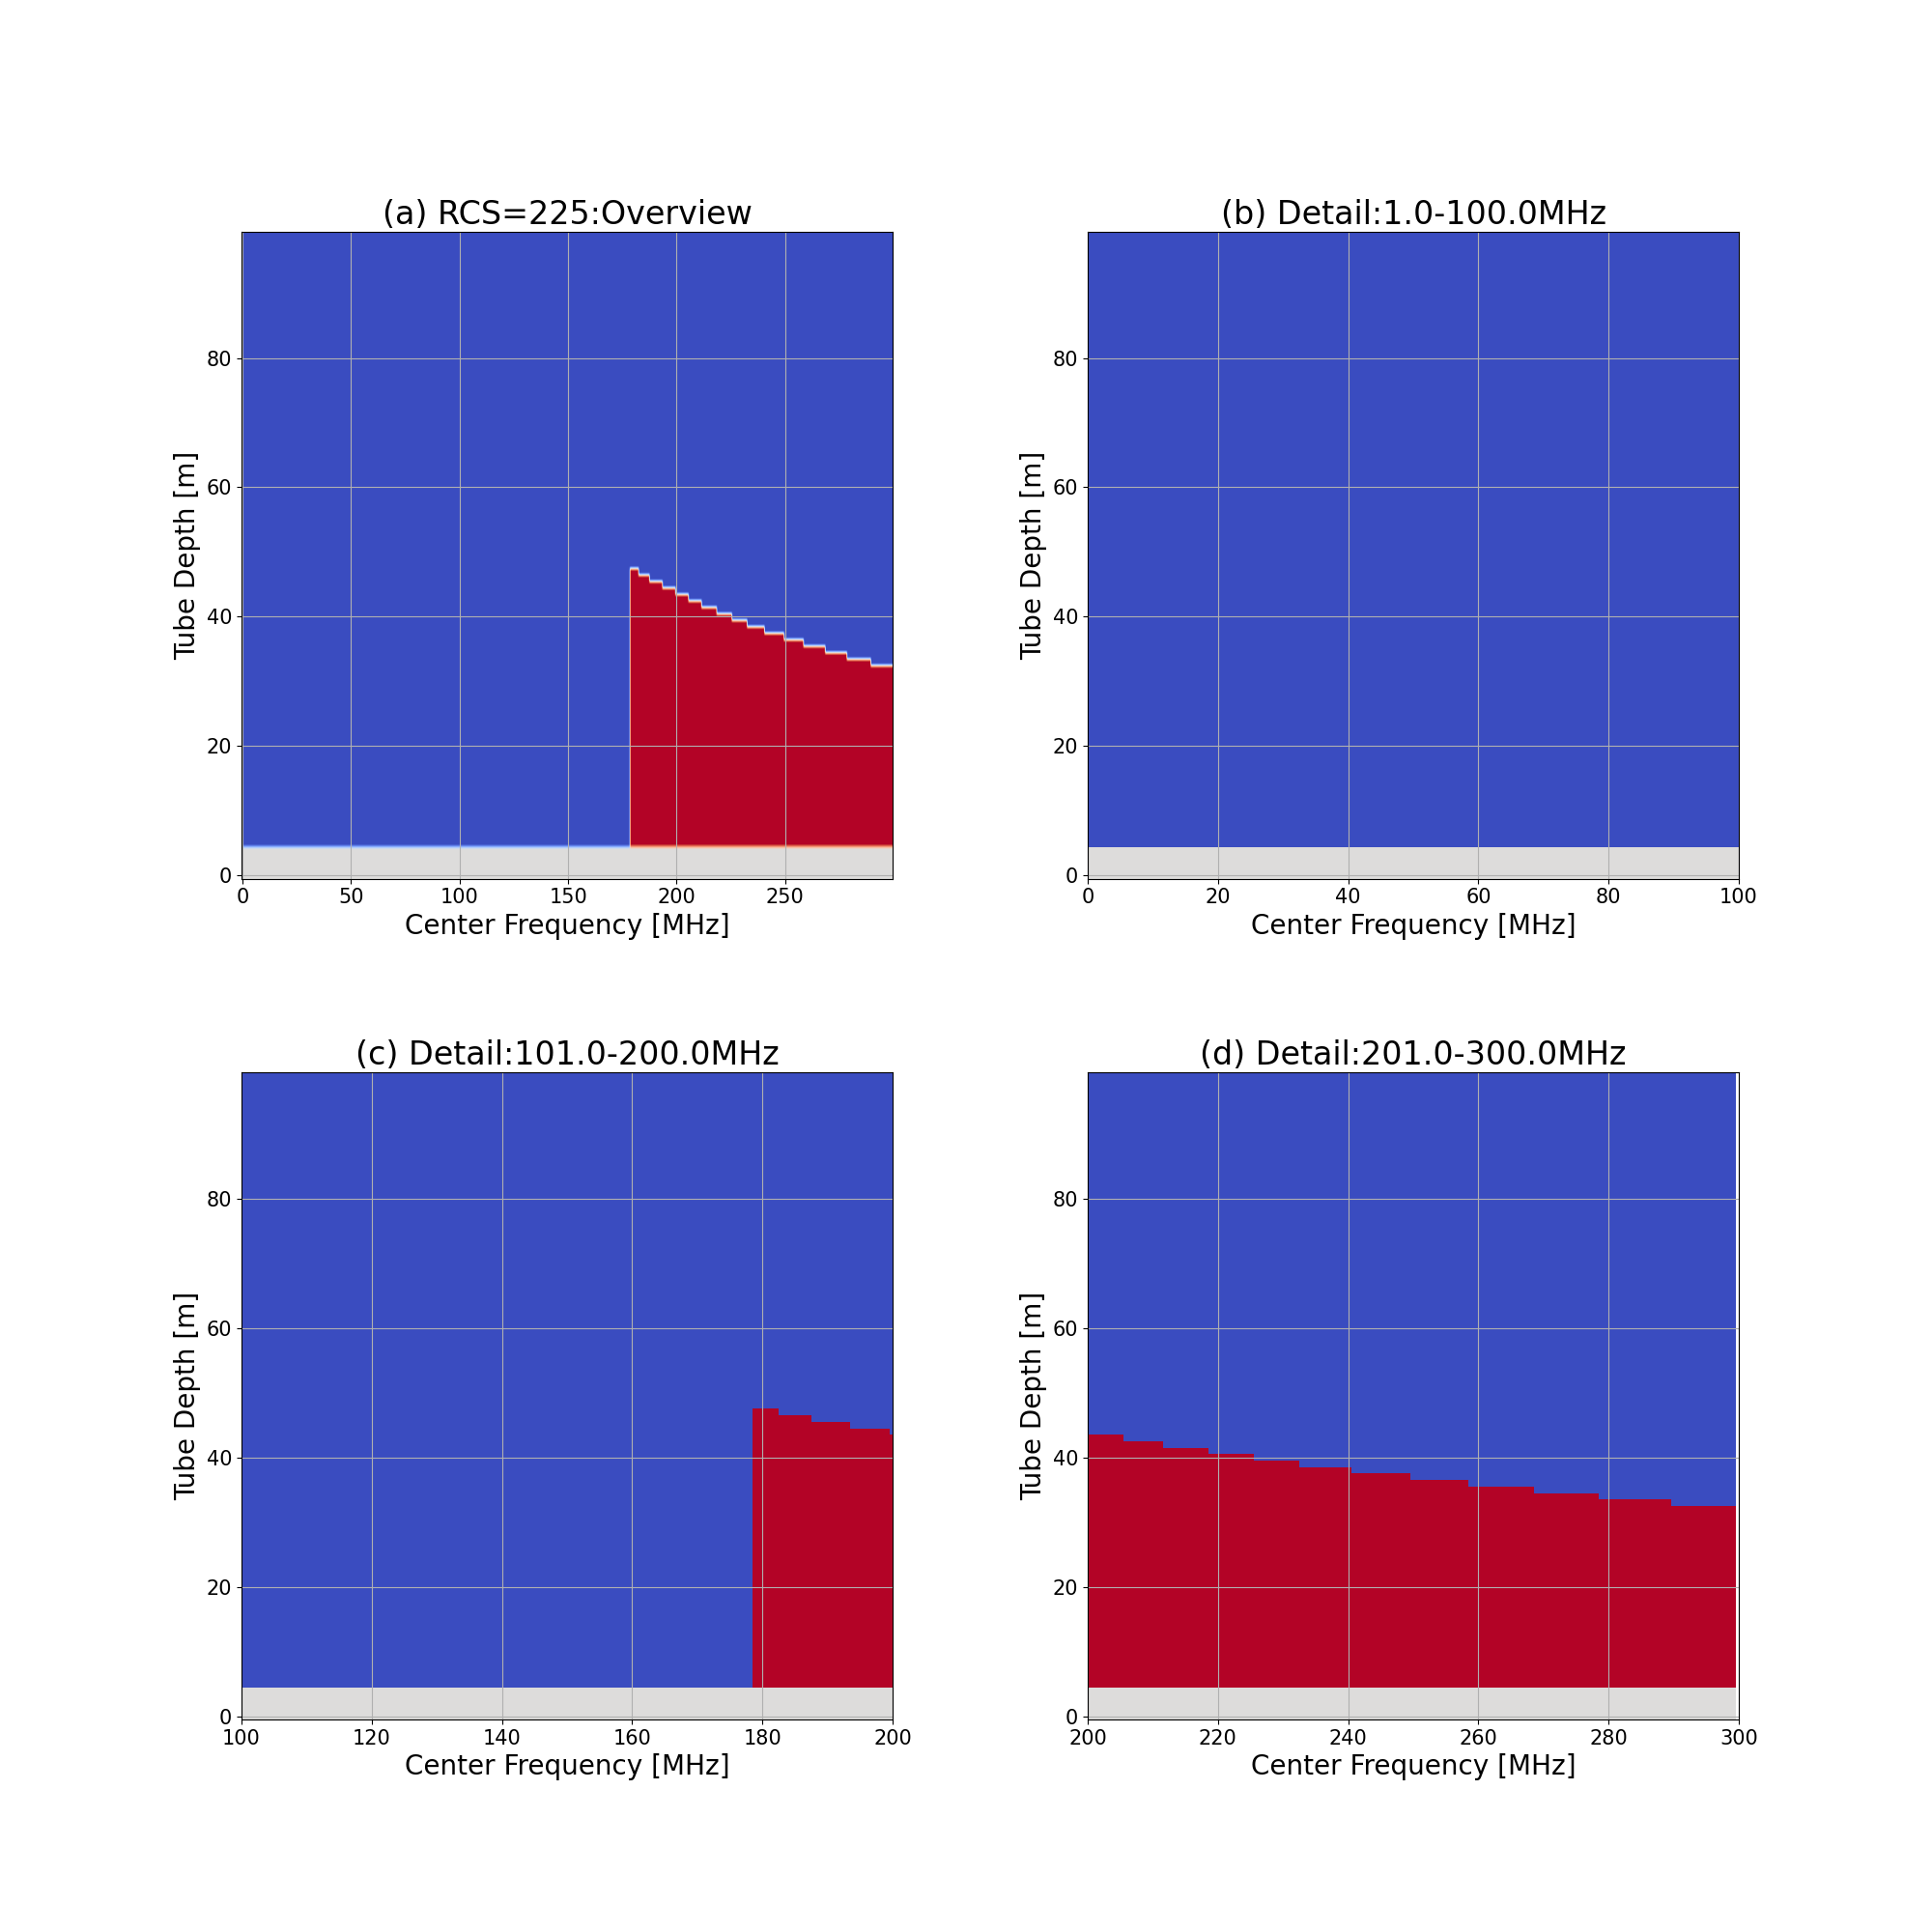 (a) RCS=225:Overview
80
60
40
20
0
Tube Depth [m]
0 50 100 150 200 250
Center Frequency [MHz]
(b) Detail:1.0-100.0MHz
80
60
40
20
0
Tube Depth [m]
0 20 40 60 80 100
Center Frequency [MHz]
(c) Detail:101.0-200.0MHz
80
60
40
20
0
Tube Depth [m]
100 120 140 160 180 200
Center Frequency [MHz]
(d) Detail:201.0-300.0MHz
80
60
40
20
0
Tube Depth [m]
200 220 240 260 280 300
Center Frequency [MHz]